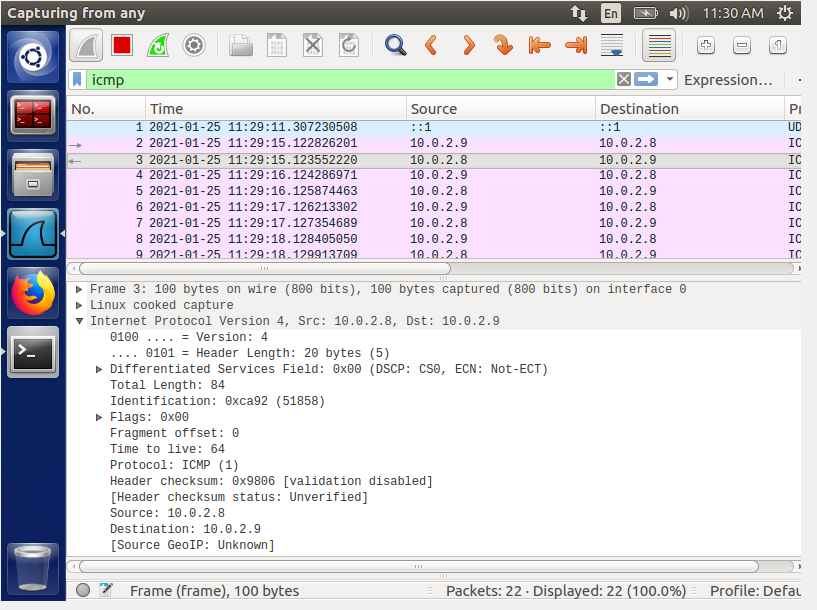 Capturing from any En 11:30 AM
icmp Expression…
No. Time Source Destination
1 2021-01-25 11:29:11.307230508 ::1 ::1 UD
2 2021-01-25 11:29:15.122826201 10.0.2.9 10.0.2.8 IC
3 2021-01-25 11:29:15.123552220 10.0.2.8 10.0.2.9 IC
4 2021-01-25 11:29:16.124286971 10.0.2.9 10.0.2.8 IC
5 2021-01-25 11:29:16.125874463 10.0.2.8 10.0.2.9 IC
6 2021-01-25 11:29:17.126213302 10.0.2.9 10.0.2.8 IC
7 2021-01-25 11:29:17.127354689 10.0.2.8 10.0.2.9 IC
8 2021-01-25 11:29:18.128405050 10.0.2.9 10.0.2.8 IC
9 2021-01-25 11:29:18.129913709 10.0.2.8 10.0.2.9 IC
Frame 3: 100 bytes on wire (800 bits), 100 bytes captured (800 bits) on interface 0
Linux cooked capture
Internet Protocol Version 4, Src: 10.0.2.8, Dst: 10.0.2.9
0100 .... = Version: 4
.... 0101 = Header Length: 20 bytes (5)
Differentiated Services Field: 0x00 (DSCP: CS0, ECN: Not-ECT)
Total Length: 84
Identification: 0xca92 (51858)
Flags: 0x00
Fragment offset: 0
Time to live: 64
Protocol: ICMP (1)
Header checksum: 0x9806 [validation disabled]
[Header checksum status: Unverified]
Source: 10.0.2.8
Destination: 10.0.2.9
[Source GeoIP: Unknown]
Frame (frame), 100 bytes Packets: 22 · Displayed: 22 (100.0%) Profile: Defau